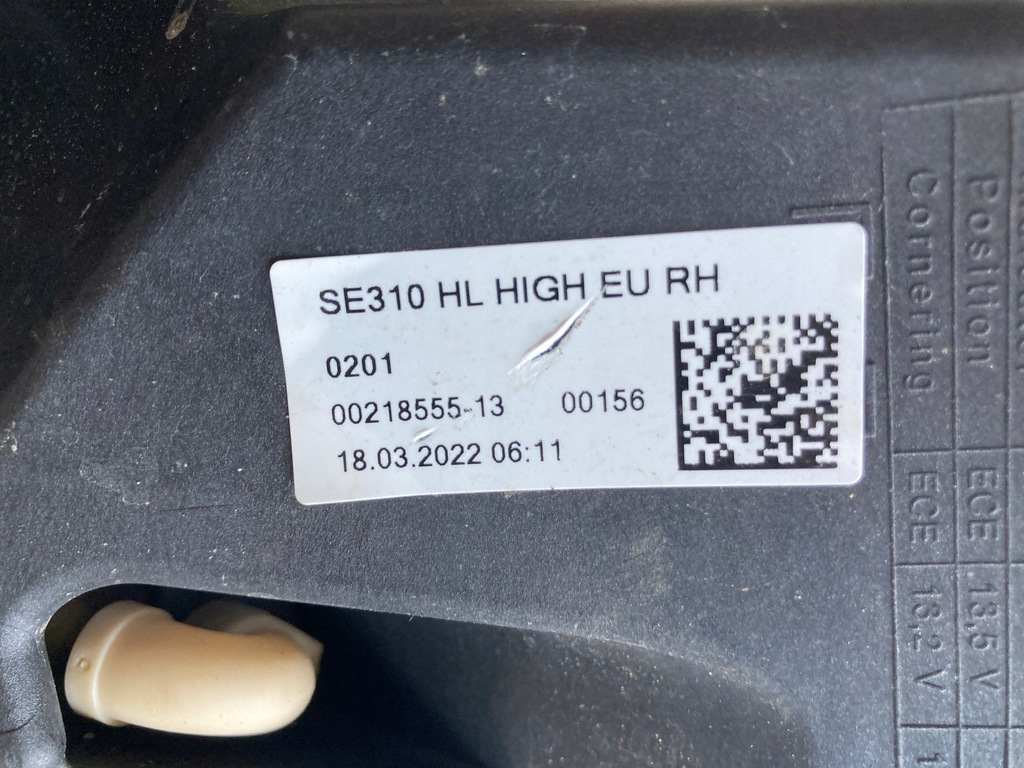 SE310 HL HIGH EU RH
0201
00218555-13 00156
18.03.2022 06:11
Position ECE 13,5 V
Cornering ECE 13,2 V